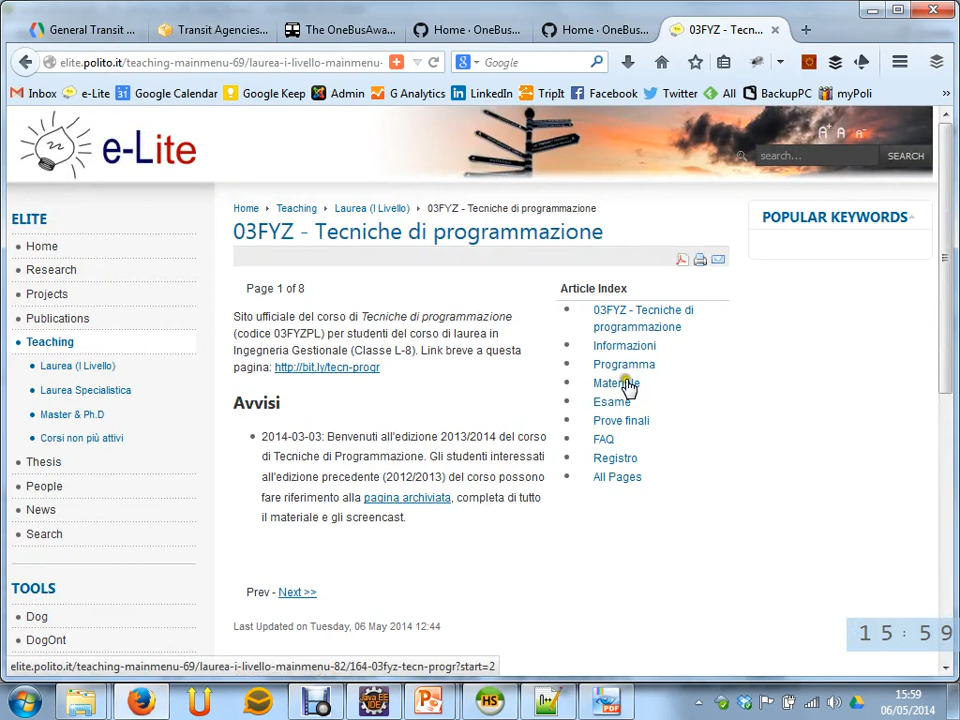 General Transit ...
Transit Agencies...
The OneBusAwa...
Home · OneBus...
Home · OneBus...
03FYZ - Tecn...
elite.polito.it/teaching-mainmenu-69/laurea-i-livello-mainmenu-
Google
Inbox
e-Lite
Google Calendar
Google Keep
Admin
G Analytics
LinkedIn
TripIt
Facebook
Twitter
All
BackupPC
myPoli
e-Lite
A+ A A-
search...
SEARCH
ELITE
Home
Research
Projects
Publications
Teaching
Laurea (I Livello)
Laurea Specialistica
Master & Ph.D
Corsi non più attivi
Thesis
People
News
Search
TOOLS
Dog
DogOnt
Home
Teaching
Laurea (I Livello)
03FYZ - Tecniche di programmazione
03FYZ - Tecniche di programmazione
Page 1 of 8
Sito ufficiale del corso di Tecniche di programmazione
(codice 03FYZPL) per studenti del corso di laurea in
Ingegneria Gestionale (Classe L-8). Link breve a questa
pagina: http://bit.ly/tecn-progr
Avvisi
2014-03-03: Benvenuti all'edizione 2013/2014 del corso
di Tecniche di Programmazione. Gli studenti interessati
all'edizione precedente (2012/2013) del corso possono
fare riferimento alla pagina archiviata, completa di tutto
il materiale e gli screencast.
Prev - Next >>
Last Updated on Tuesday, 06 May 2014 12:44
Article Index
03FYZ - Tecniche di
programmazione
Informazioni
Programma
Materiale
Esame
Prove finali
FAQ
Registro
All Pages
POPULAR KEYWORDS
15:59
elite.polito.it/teaching-mainmenu-69/laurea-i-livello-mainmenu-82/164-03fyz-tecn-progr?start=2
15:59
06/05/2014